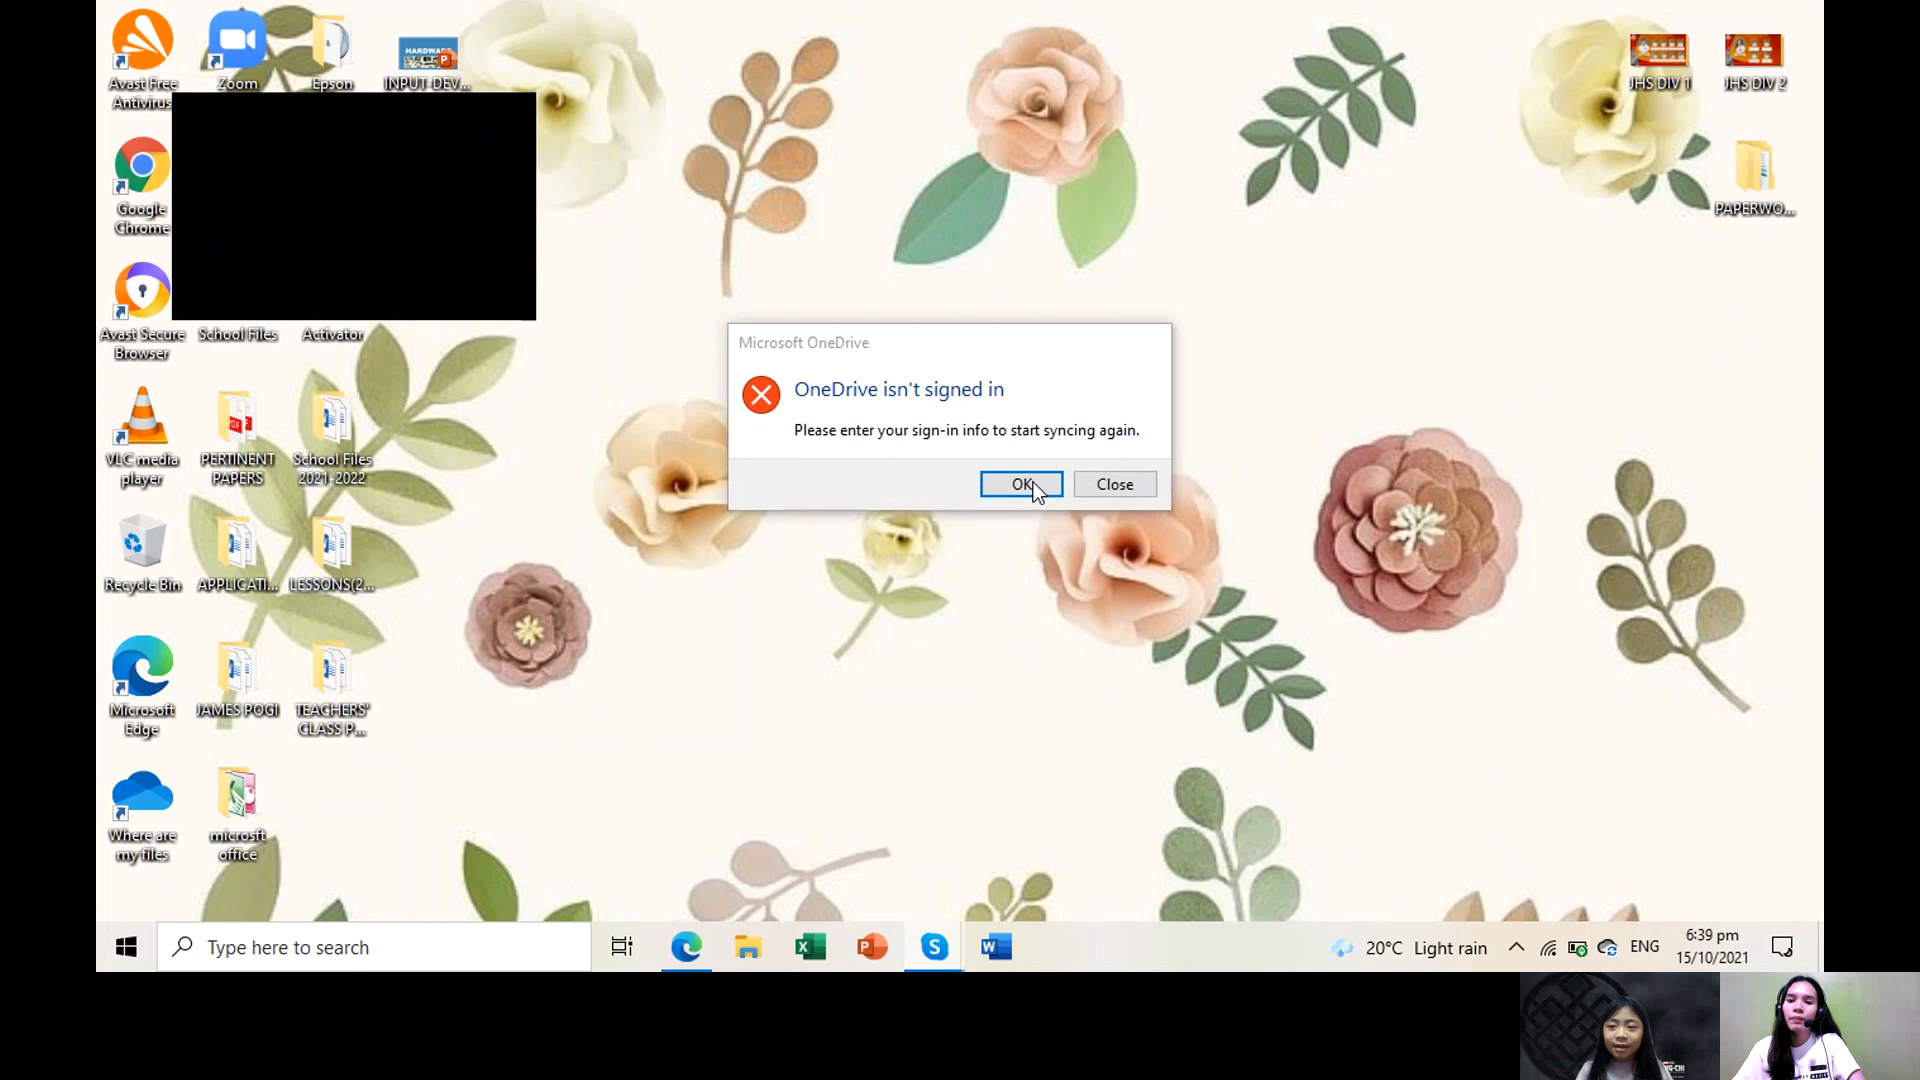 Avast Free
Antivirus
Zoom
Epson
HARDWARE
INPUT-DEV...
JHS DIV 1
JHS DIV 2
Google
Chrome
PAPERWO...
Avast Secure
Browser
School Files
Activator
Microsoft OneDrive
OneDrive isn't signed in
Please enter your sign-in info to start syncing again.
OK
Close
VLC media
player
PERTINENT
PAPERS
School Files
2021-2022
Recycle Bin
APPLICATI...
LESSONS(2...
Microsoft
Edge
JAMES POGI
TEACHERS'
CLASS P...
Where are
my files
microsft
office
Type here to search
20°C Light rain
ENG
6:39 pm
15/10/2021